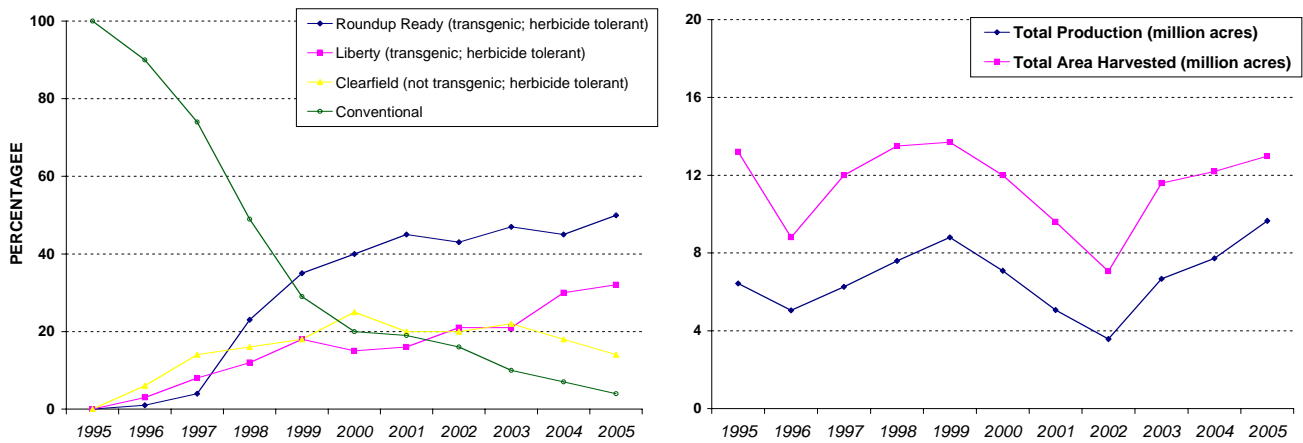 Roundup Ready (transgenic; herbicide tolerant)
Liberty (transgenic; herbicide tolerant)
Clearfield (not transgenic; herbicide tolerant)
Conventional
PERCENTAGEE
100
80
60
40
20
0
1995 1996 1997 1998 1999 2000 2001 2002 2003 2004 2005
Total Production (million acres)
Total Area Harvested (million acres)
20
16
12
8
4
0
1995 1996 1997 1998 1999 2000 2001 2002 2003 2004 2005